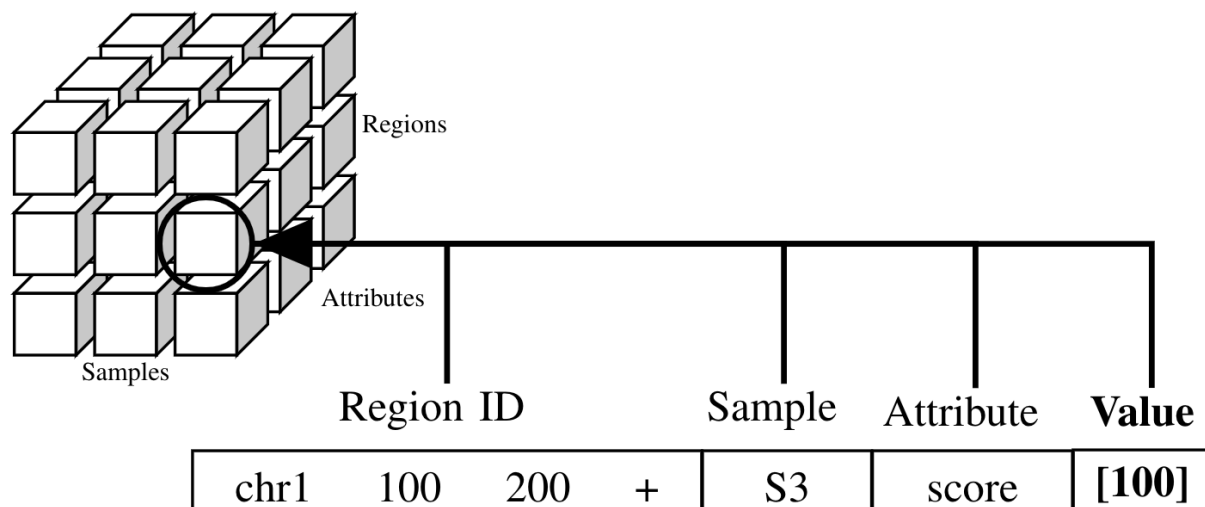 Regions
Attributes
Samples
Region ID Sample Attribute Value
chr1 100 200 + S3 score [100]